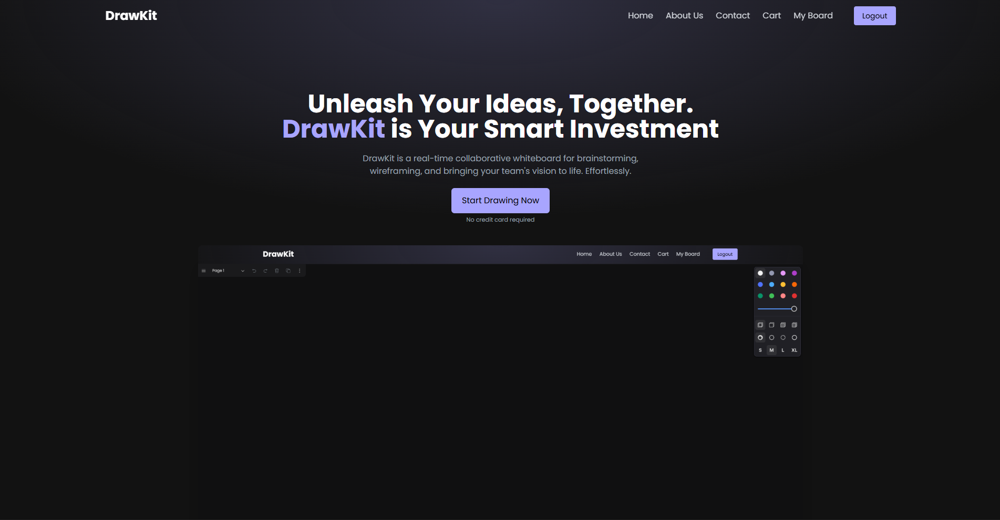 DrawKit
Home About Us Contact Cart My Board Logout
Unleash Your Ideas, Together.
DrawKit is Your Smart Investment
DrawKit is a real-time collaborative whiteboard for brainstorming,
wireframing, and bringing your team's vision to life. Effortlessly.
Start Drawing Now
No credit card required
DrawKit
Home About Us Contact Cart My Board Logout
Page 1
S M L XL